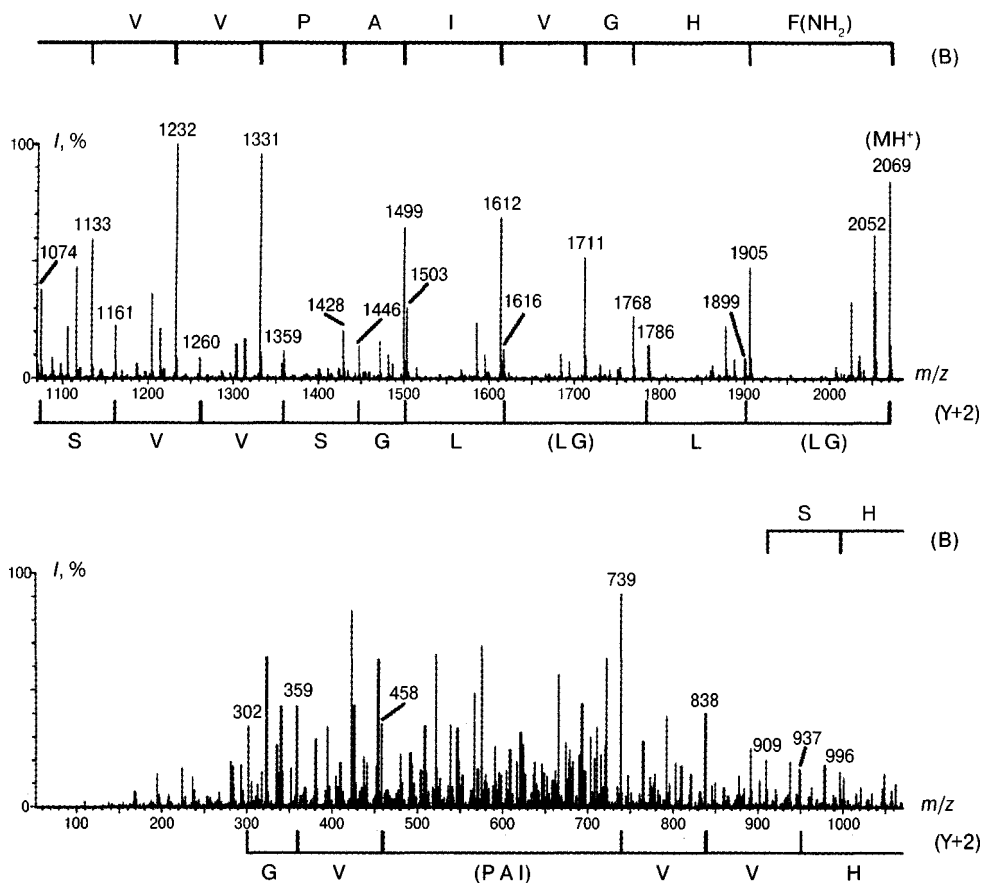 V V P A I V G H F(NH₂)
(B)
I, %
100
0
1074
1133
1161
1232
1260
1331
1359
1428
1446
1499
1503
1612
1616
1711
1768
1786
1899
1905
2052
(MH⁺)
2069
1100 1200 1300 1400 1500 1600 1700 1800 1900 2000 m/z
(Y+2)
S V V S G L (L G) L (L G)
S H
(B)
I, %
100
0
302
359
458
739
838
909
937
996
100 200 300 400 500 600 700 800 900 1000 m/z
(Y+2)
G V (P A I) V V H